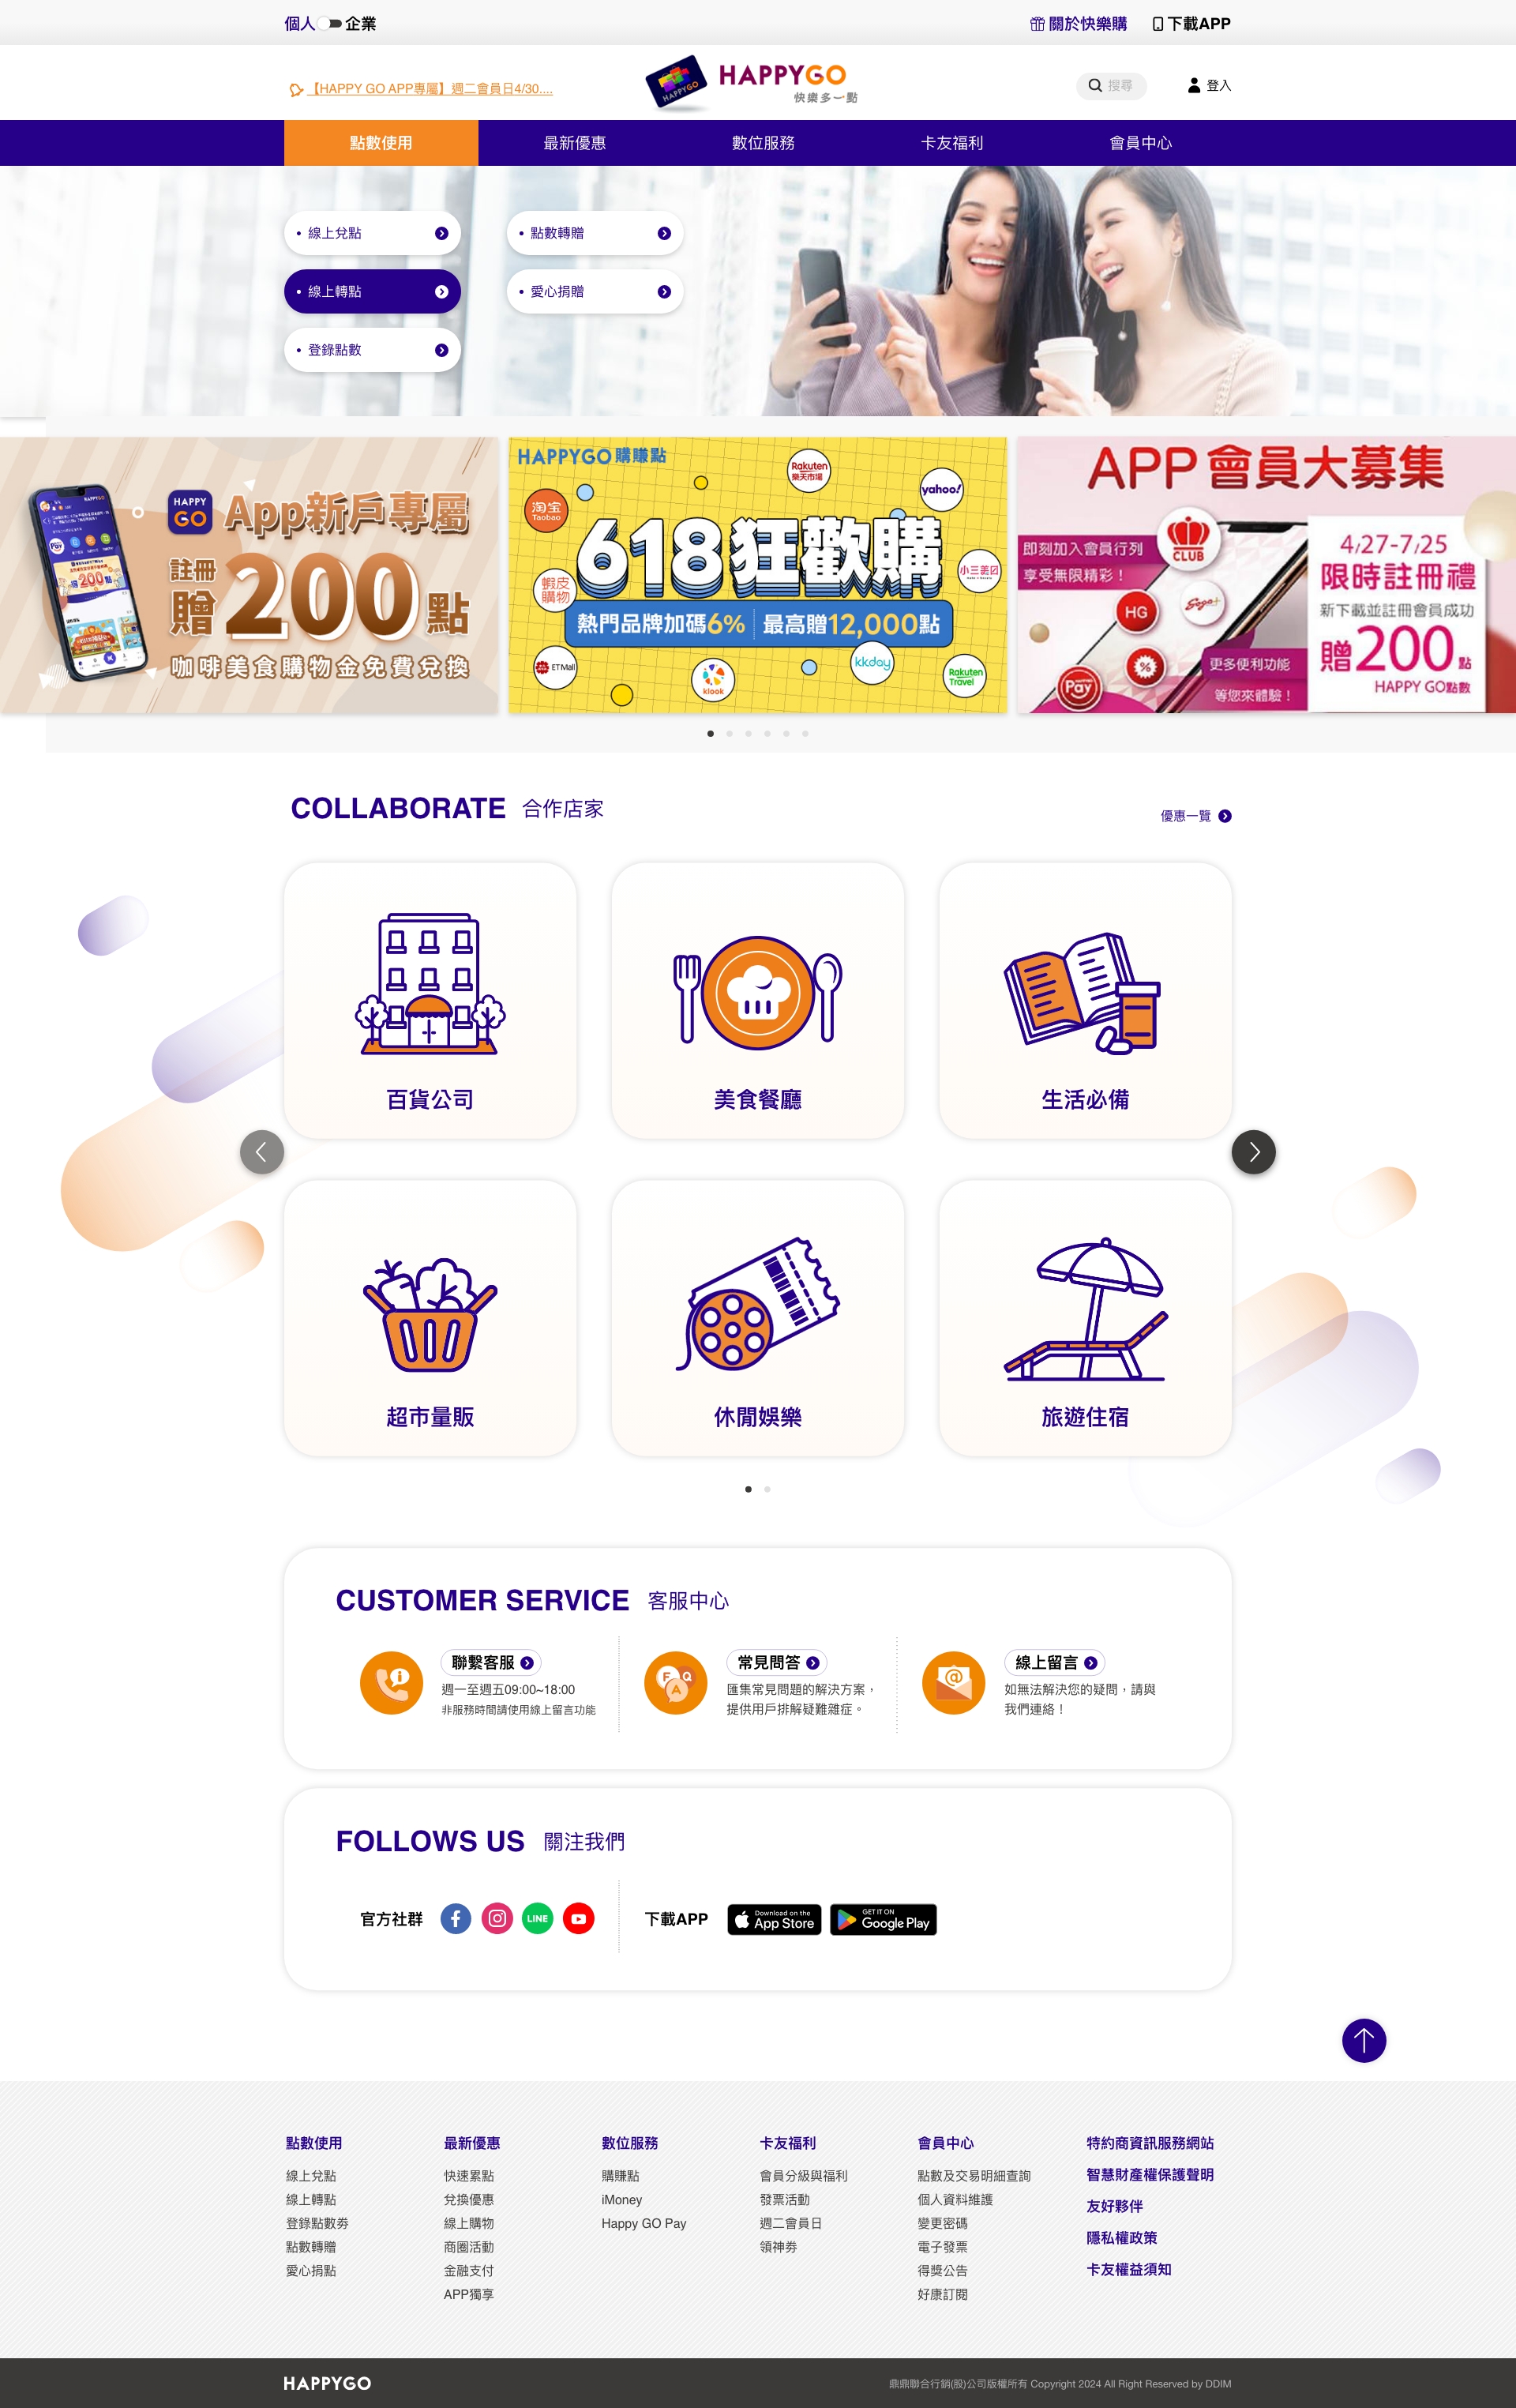 個人 企業
關於快樂購 下載APP
【HAPPY GO APP專屬】週二會員日4/30....
HAPPYGO
HAPPYGO
快樂多一點
搜尋
登入
點數使用 最新優惠 數位服務 卡友福利 會員中心
• 線上兌點
• 點數轉贈
• 線上轉點
• 愛心捐贈
• 登錄點數
HAPPY GO
App新戶專屬
註冊贈200點
咖啡美食購物金免費兌換
HAPPYGO 購賺點
Rakuten 樂天市場
yahoo!
淘宝 Taobao
618狂歡購
蝦皮購物
小三美日
熱門品牌加碼6% 最高贈12,000點
ETMall
klook
kkday
Rakuten Travel
APP會員大募集
即刻加入會員行列
享受無限精彩！
CLUB
HG
Sogo+
Pay
更多便利功能
等您來體驗！
4/27-7/25
限時註冊禮
新下載並註冊會員成功
贈200點
HAPPY GO點數
COLLABORATE 合作店家
優惠一覽
百貨公司
美食餐廳
生活必備
超市量販
休閒娛樂
旅遊住宿
CUSTOMER SERVICE 客服中心
聯繫客服
週一至週五09:00~18:00
非服務時間請使用線上留言功能
F Q A
常見問答
匯集常見問題的解決方案，
提供用戶排解疑難雜症。
@
線上留言
如無法解決您的疑問，請與
我們連絡！
FOLLOWS US 關注我們
官方社群
LINE
下載APP
Download on the
App Store
GET IT ON
Google Play
點數使用
線上兌點
線上轉點
登錄點數劵
點數轉贈
愛心捐點
最新優惠
快速累點
兌換優惠
線上購物
商圈活動
金融支付
APP獨享
數位服務
購賺點
iMoney
Happy GO Pay
卡友福利
會員分級與福利
發票活動
週二會員日
領神劵
會員中心
點數及交易明細查詢
個人資料維護
變更密碼
電子發票
得獎公告
好康訂閱
特約商資訊服務網站
智慧財產權保護聲明
友好夥伴
隱私權政策
卡友權益須知
HAPPYGO
鼎鼎聯合行銷(股)公司版權所有 Copyright 2024 All Right Reserved by DDIM